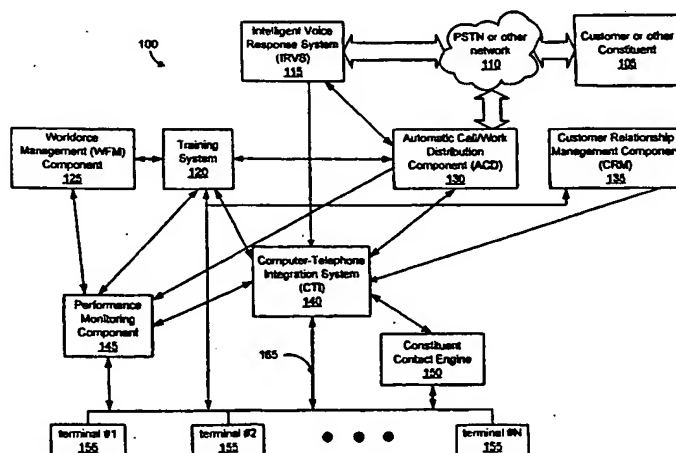 100
Intelligent Voice
Response System
(IRVS)
115
PSTN or other
network
110
Customer or other
Constituent
105
Workforce
Management (WFM)
Component
125
Training
System
120
Automatic Call/Work
Distribution
Component (ACD)
130
Customer Relationship
Management Component
(CRM)
135
Computer-Telephone
Integration System
(CTI)
140
Performance
Monitoring
Component
145
165
Constituent
Contact Engine
150
terminal #1
155
terminal #2
155
terminal #N
155